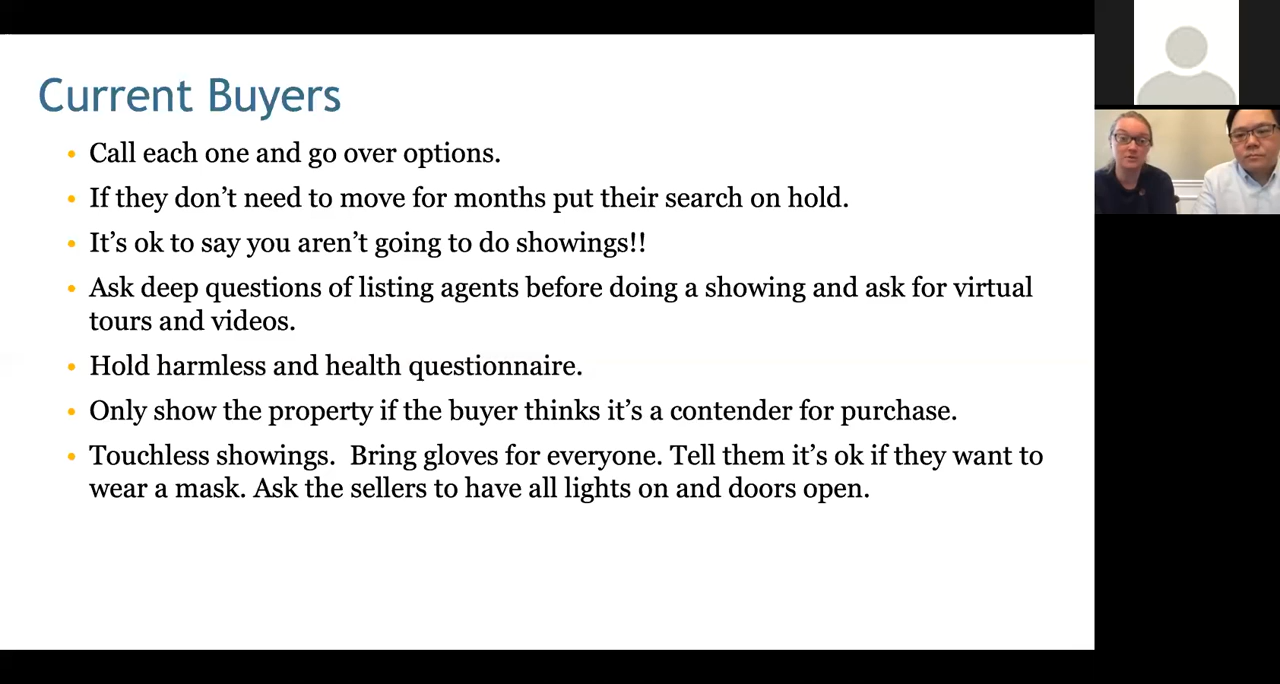 Current Buyers
• Call each one and go over options.
• If they don’t need to move for months put their search on hold.
• It’s ok to say you aren’t going to do showings!!
• Ask deep questions of listing agents before doing a showing and ask for virtual
tours and videos.
• Hold harmless and health questionnaire.
• Only show the property if the buyer thinks it’s a contender for purchase.
• Touchless showings.  Bring gloves for everyone. Tell them it’s ok if they want to
wear a mask. Ask the sellers to have all lights on and doors open.